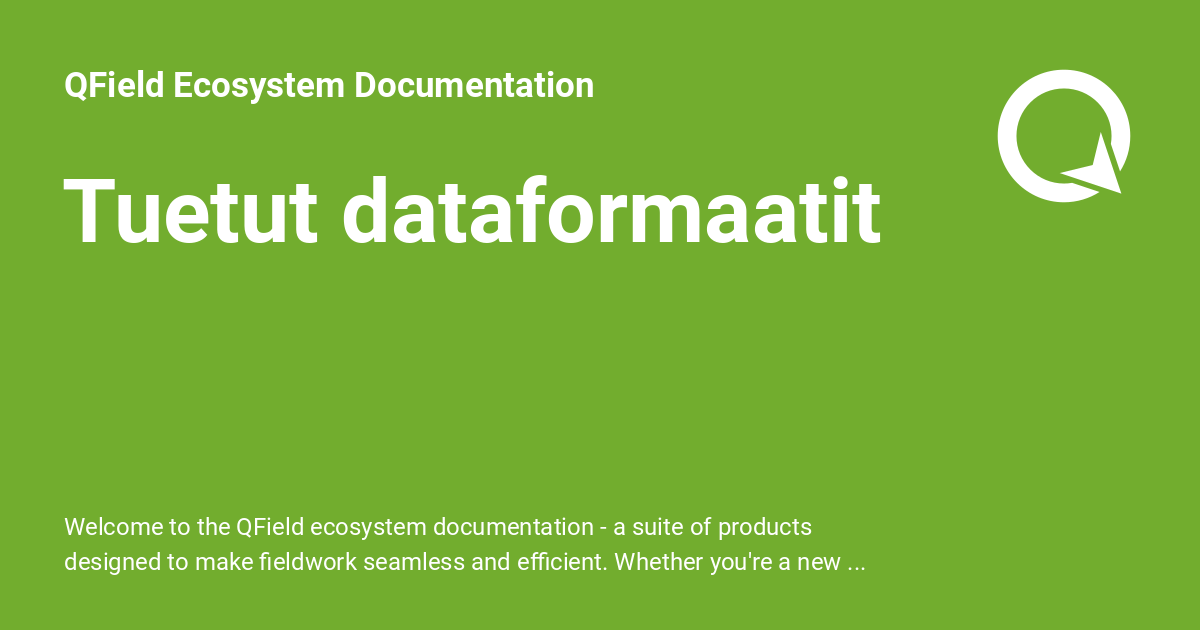 QField Ecosystem Documentation
Tuetut dataformaatit
Welcome to the QField ecosystem documentation - a suite of products
designed to make fieldwork seamless and efficient. Whether you're a new ...